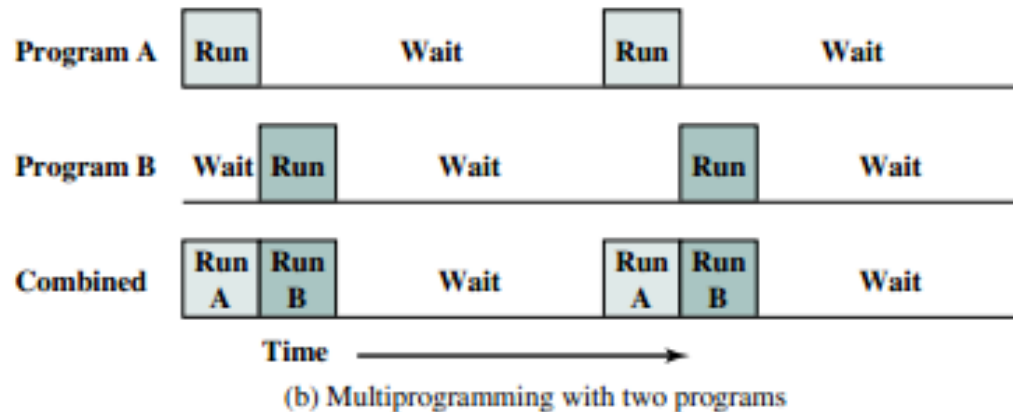 Program A Run Wait Run Wait
Program B Wait Run Wait Run Wait
Combined Run A Run B Wait Run A Run B Wait
Time
(b) Multiprogramming with two programs